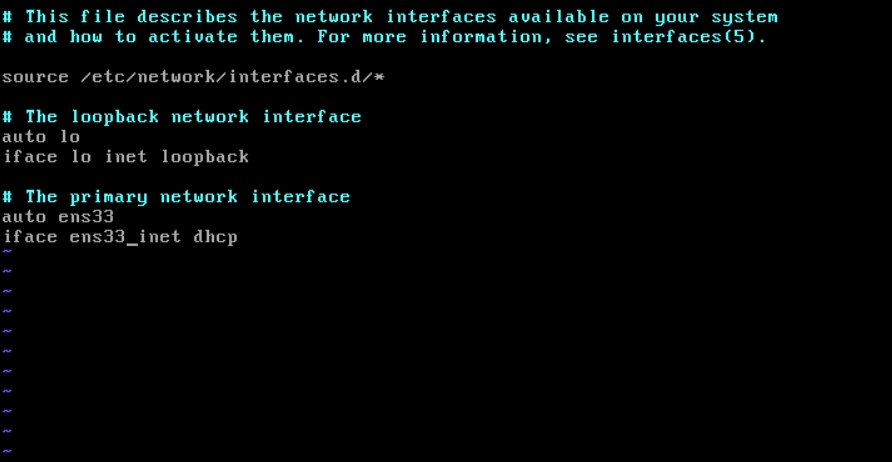 # This file describes the network interfaces available on your system
# and how to activate them. For more information, see interfaces(5).
source /etc/network/interfaces.d/*
# The loopback network interface
auto lo
iface lo inet loopback
# The primary network interface
auto ens33
iface ens33 inet dhcp
~
~
~
~
~
~
~
~
~
~
~